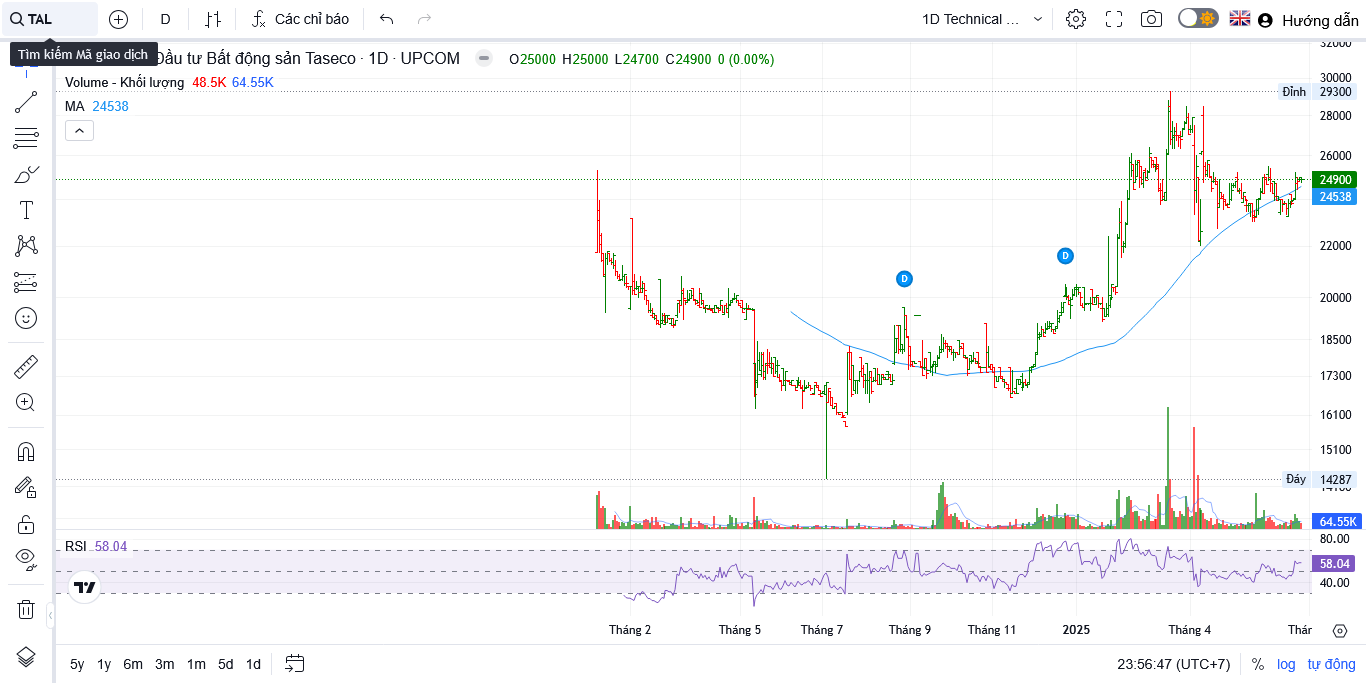 TAL
D
Các chỉ báo
1D Technical ...
Hướng dẫn
Tìm kiếm Mã giao dịch
Đầu tư Bất động sản Taseco · 1D · UPCOM
O25000 H25000 L24700 C24900 0 (0.00%)
Volume - Khối lượng 48.5K 64.55K
MA 24538
32000
30000
Đỉnh 29300
28000
26000
24900
24538
22000
D
D
20000
18500
17300
16100
15100
Đáy 14287
64.55K
RSI 58.04
80.00
58.04
40.00
Tháng 2 Tháng 5 Tháng 7 Tháng 9 Tháng 11 2025 Tháng 4 Thár
5y 1y 6m 3m 1m 5d 1d
23:56:47 (UTC+7) % log tự động